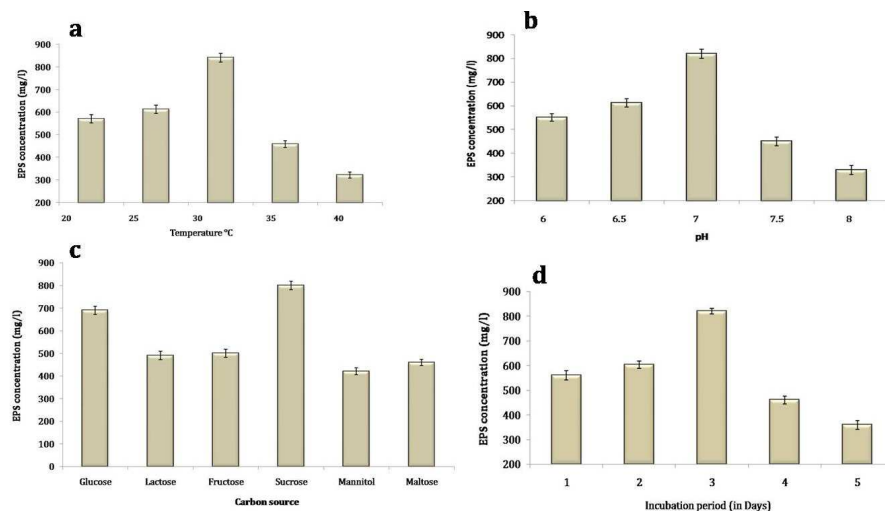 a
EPS concentration (mg/l)
900
800
700
600
500
400
300
200
20 25 30 35 40
Temperature °C
b
EPS concentration (mg/l)
900
800
700
600
500
400
300
200
6 6.5 7 7.5 8
pH
c
EPS concentration (mg/l)
900
800
700
600
500
400
300
200
100
0
Glucose Lactose Fructose Sucrose Mannitol Maltose
Carbon source
d
EPS concentration (mg/l)
900
800
700
600
500
400
300
200
1 2 3 4 5
Incubation period (in Days)